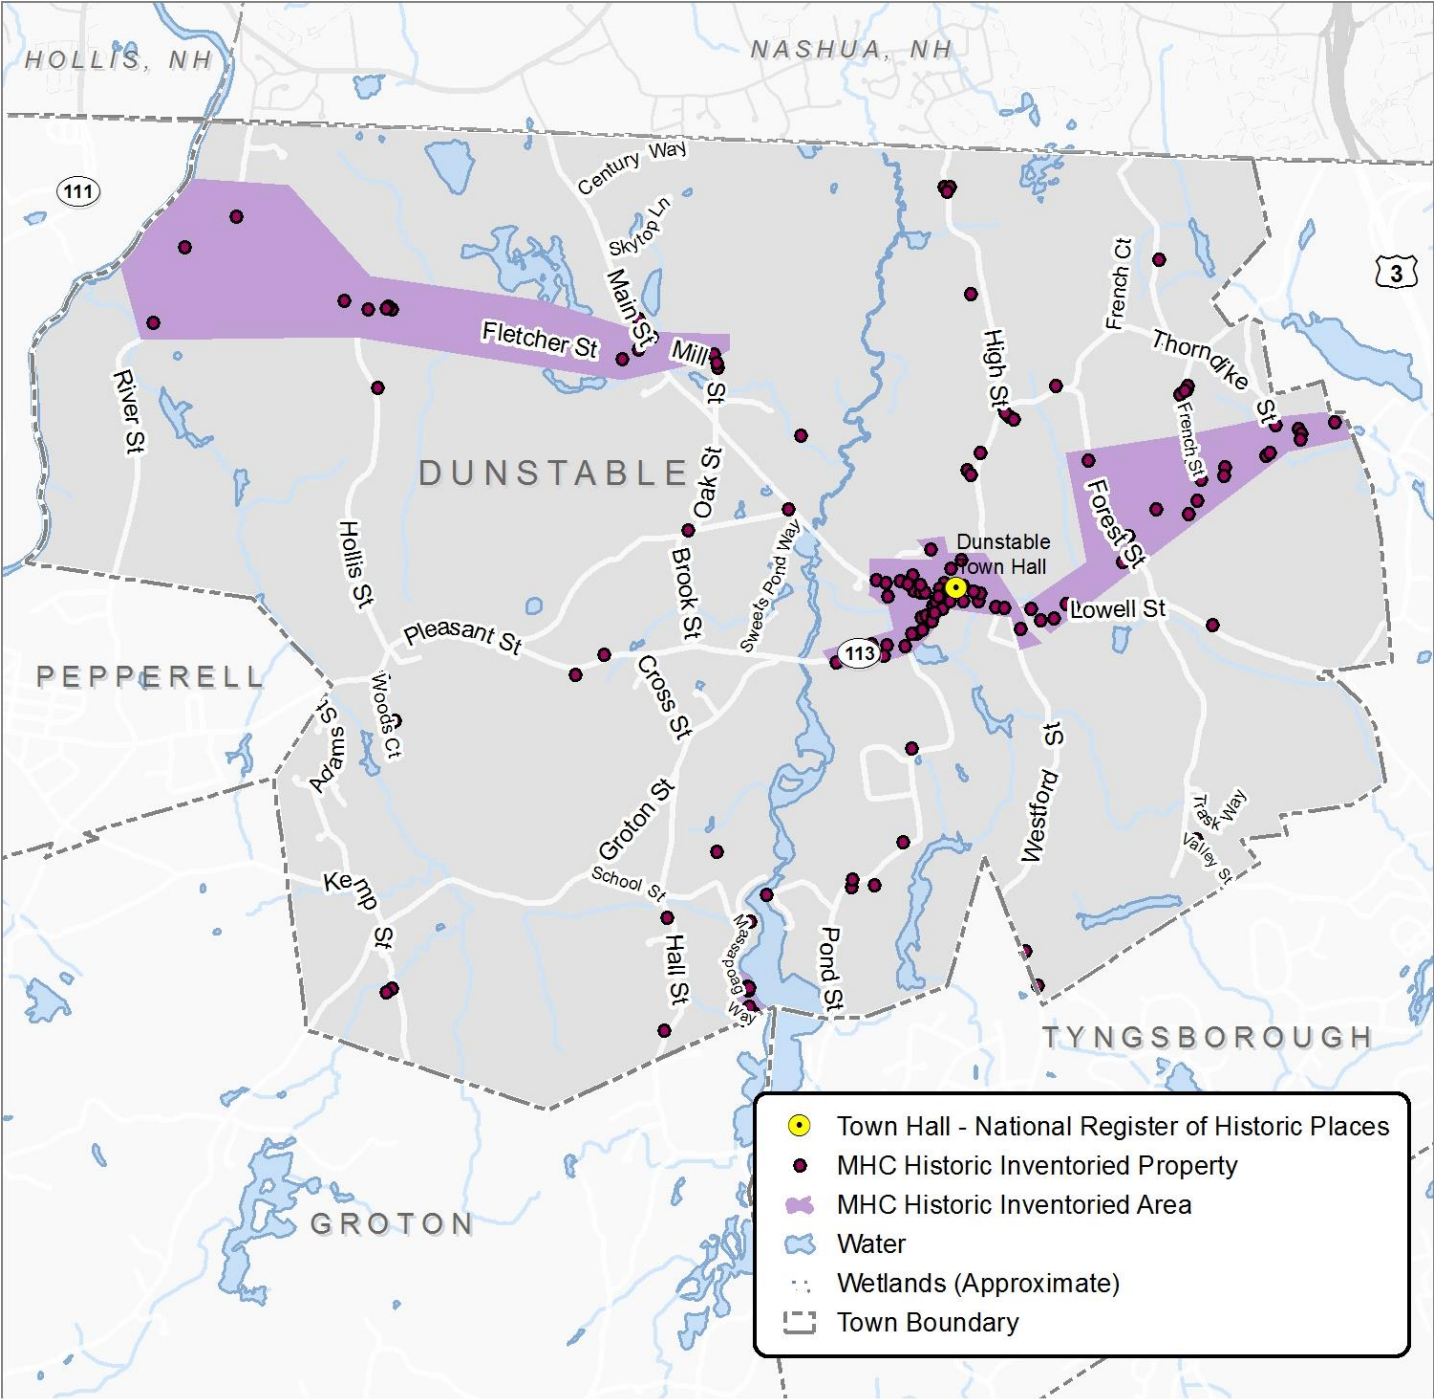 HOLLIS, NH
NASHUA, NH
111
3
Century Way
Skytop Ln
Main St
Fletcher St
Mill St
River St
High St
French Ct
Thorndike St
French St
DUNSTABLE
Oak St
Hollis St
Brook St
Sweets Pond Way
Forest St
Dunstable
Town Hall
Lowell St
Pleasant St
113
PEPPERELL
Woods Ct
Cross St
Adams St
Westford St
Groton St
Trask Way
Valley St
School St
Kemp St
Hall St
Massapoag Way
Pond St
TYNGSBOROUGH
GROTON
Town Hall - National Register of Historic Places
MHC Historic Inventoried Property
MHC Historic Inventoried Area
Water
Wetlands (Approximate)
Town Boundary